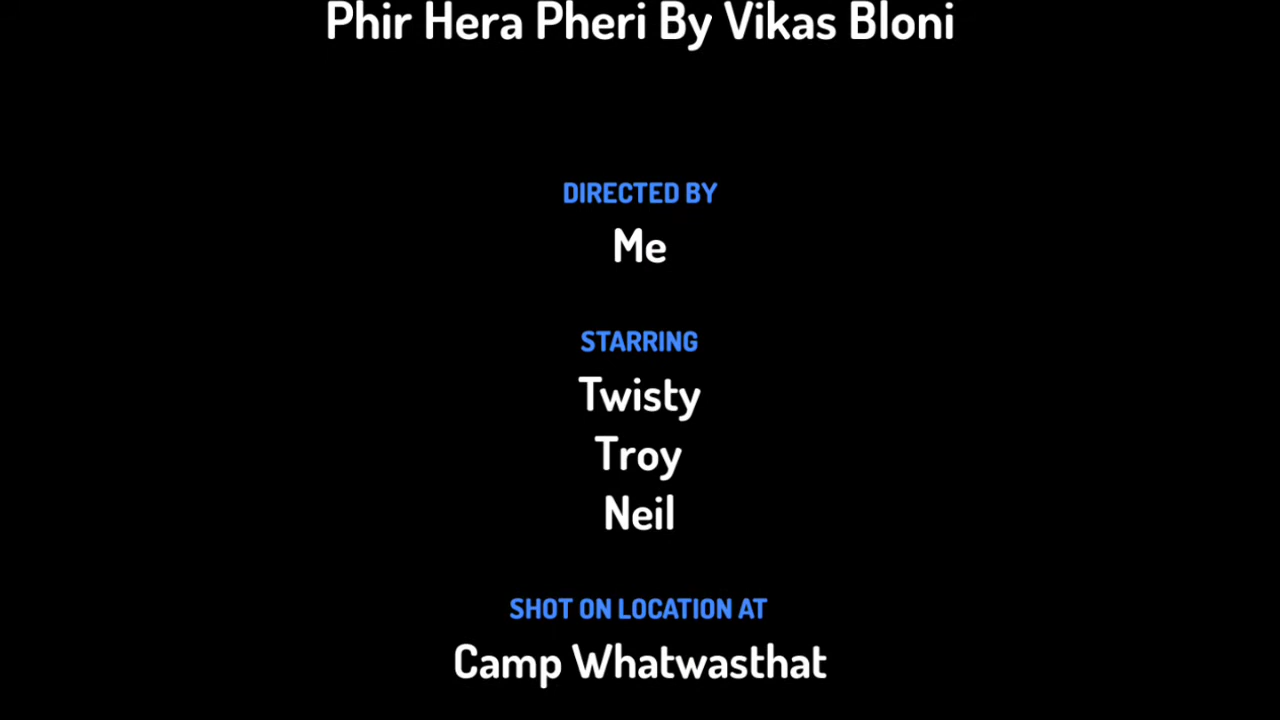 Phir Hera Pheri By Vikas Bloni
DIRECTED BY
Me
STARRING
Twisty
Troy
Neil
SHOT ON LOCATION AT
Camp Whatwasthat